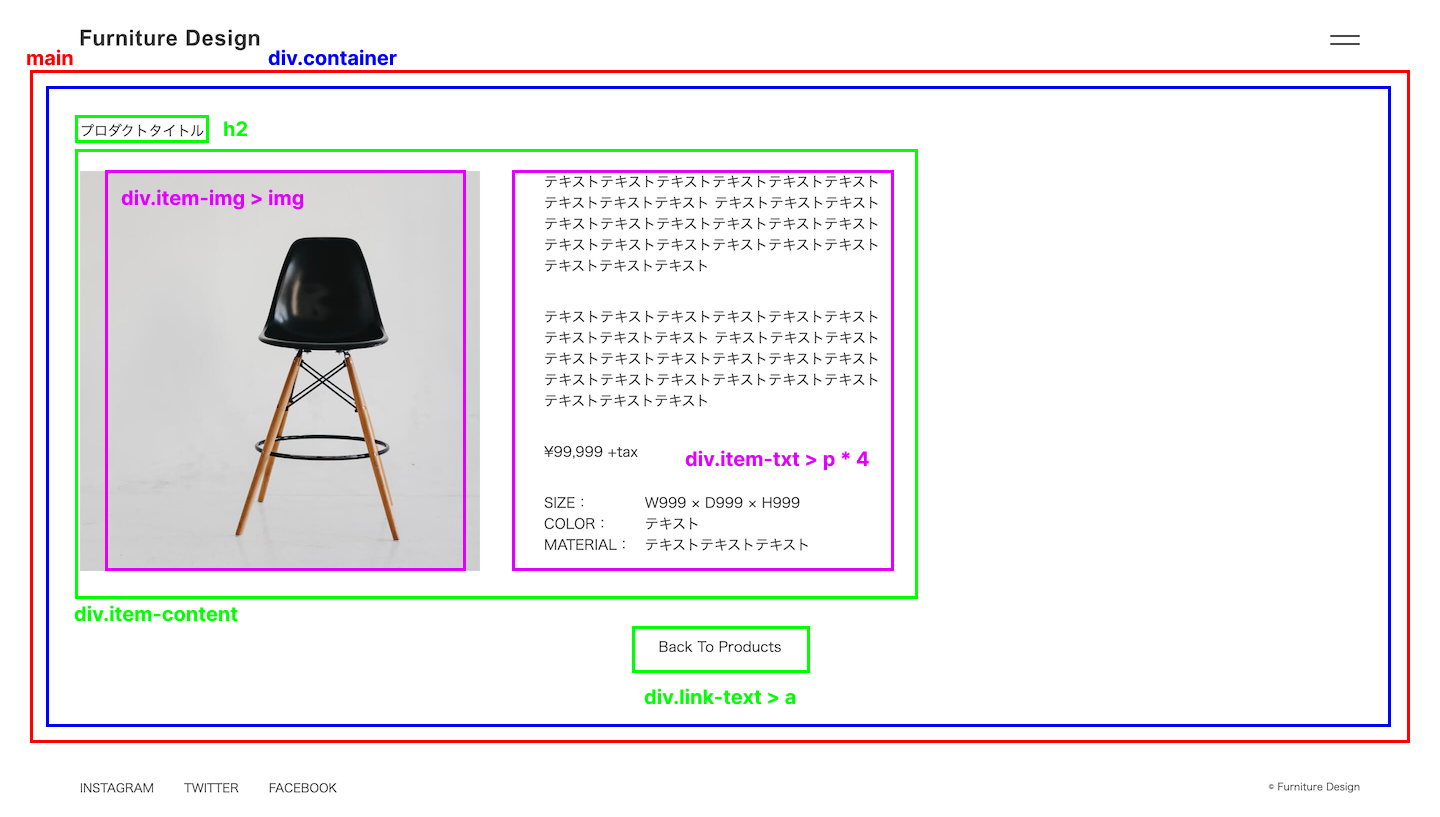 Furniture Design
main
div.container
プロダクトタイトル
h2
div.item-img > img
テキストテキストテキストテキストテキストテキスト
テキストテキストテキスト テキストテキストテキスト
テキストテキストテキストテキストテキストテキスト
テキストテキストテキストテキストテキストテキスト
テキストテキストテキスト
テキストテキストテキストテキストテキストテキスト
テキストテキストテキスト テキストテキストテキスト
テキストテキストテキストテキストテキストテキスト
テキストテキストテキストテキストテキストテキスト
テキストテキストテキスト
¥99,999 +tax
div.item-txt > p * 4
SIZE： W999 × D999 × H999
COLOR： テキスト
MATERIAL： テキストテキストテキスト
div.item-content
Back To Products
div.link-text > a
INSTAGRAM TWITTER FACEBOOK
© Furniture Design